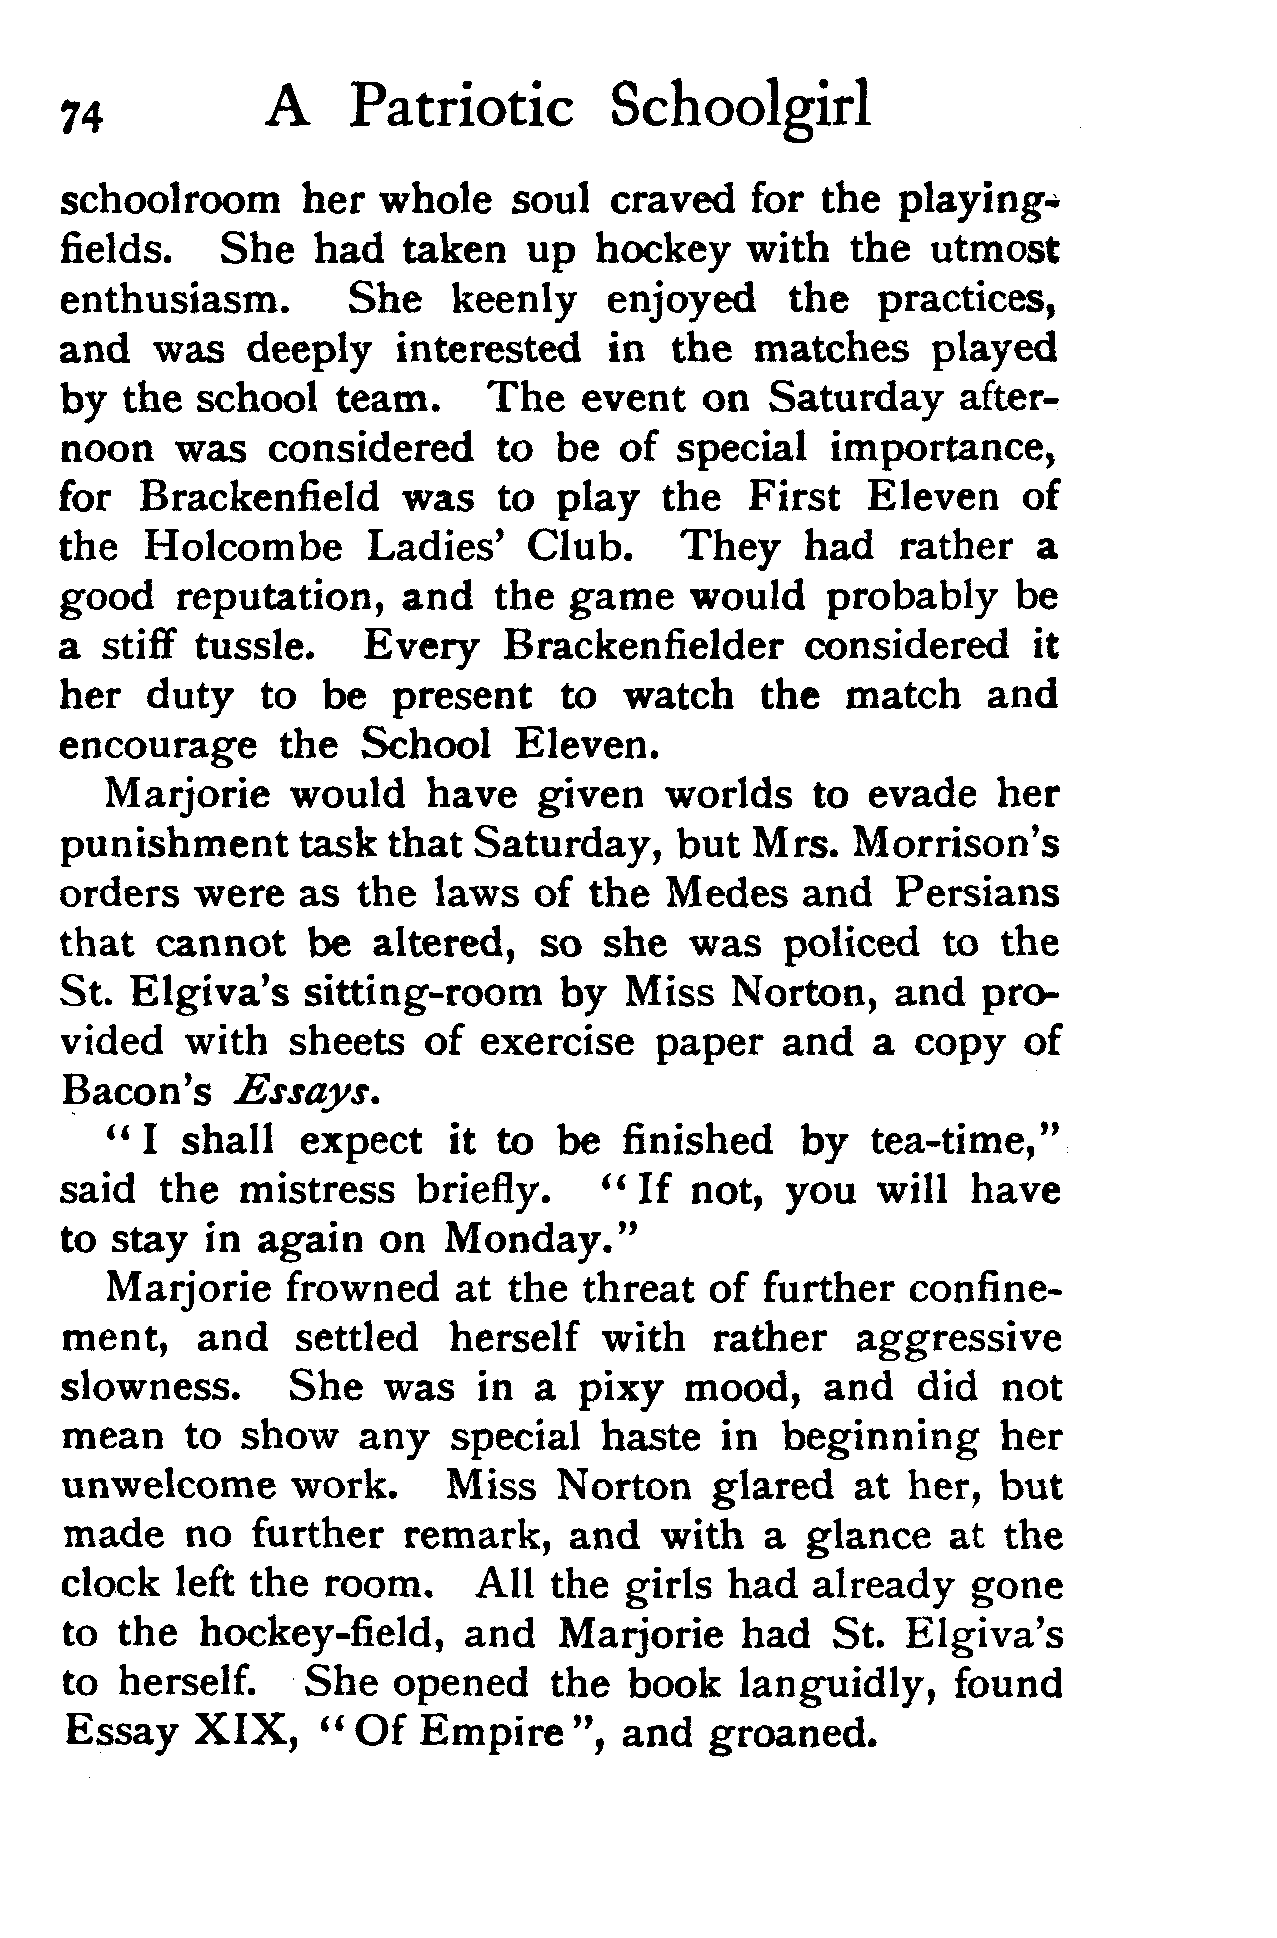 74 A Patriotic Schoolgirl
schoolroom her whole soul craved for the playing-
fields. She had taken up hockey with the utmost
enthusiasm. She keenly enjoyed the practices,
and was deeply interested in the matches played
by the school team. The event on Saturday after-
noon was considered to be of special importance,
for Brackenfield was to play the First Eleven of
the Holcombe Ladies' Club. They had rather a
good reputation, and the game would probably be
a stiff tussle. Every Brackenfielder considered it
her duty to be present to watch the match and
encourage the School Eleven.
Marjorie would have given worlds to evade her
punishment task that Saturday, but Mrs. Morrison's
orders were as the laws of the Medes and Persians
that cannot be altered, so she was policed to the
St. Elgiva's sitting-room by Miss Norton, and pro-
vided with sheets of exercise paper and a copy of
Bacon's Essays.
"I shall expect it to be finished by tea-time,"
said the mistress briefly. "If not, you will have
to stay in again on Monday."
Marjorie frowned at the threat of further confine-
ment, and settled herself with rather aggressive
slowness. She was in a pixy mood, and did not
mean to show any special haste in beginning her
unwelcome work. Miss Norton glared at her, but
made no further remark, and with a glance at the
clock left the room. All the girls had already gone
to the hockey-field, and Marjorie had St. Elgiva's
to herself. She opened the book languidly, found
Essay XIX, "Of Empire", and groaned.